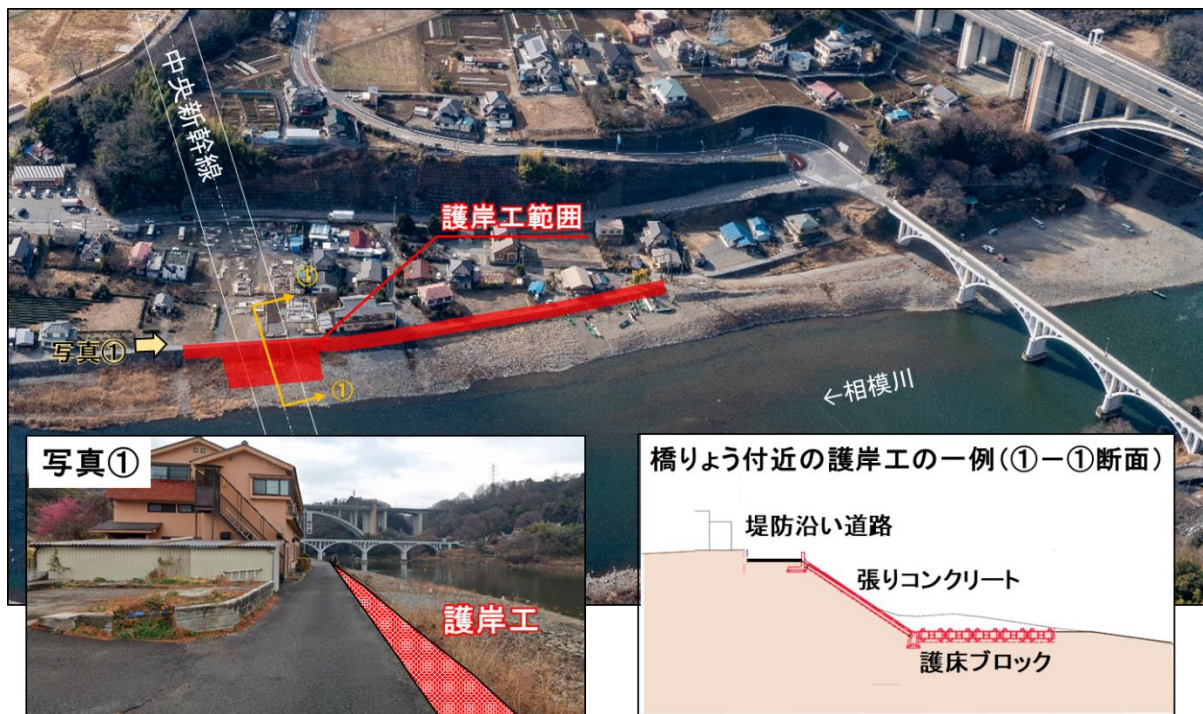 中央新幹線
護岸工範囲
①
写真①
①
←相模川
写真①
護岸工
橋りょう付近の護岸工の一例(①－①断面)
堤防沿い道路
張りコンクリート
護床ブロック